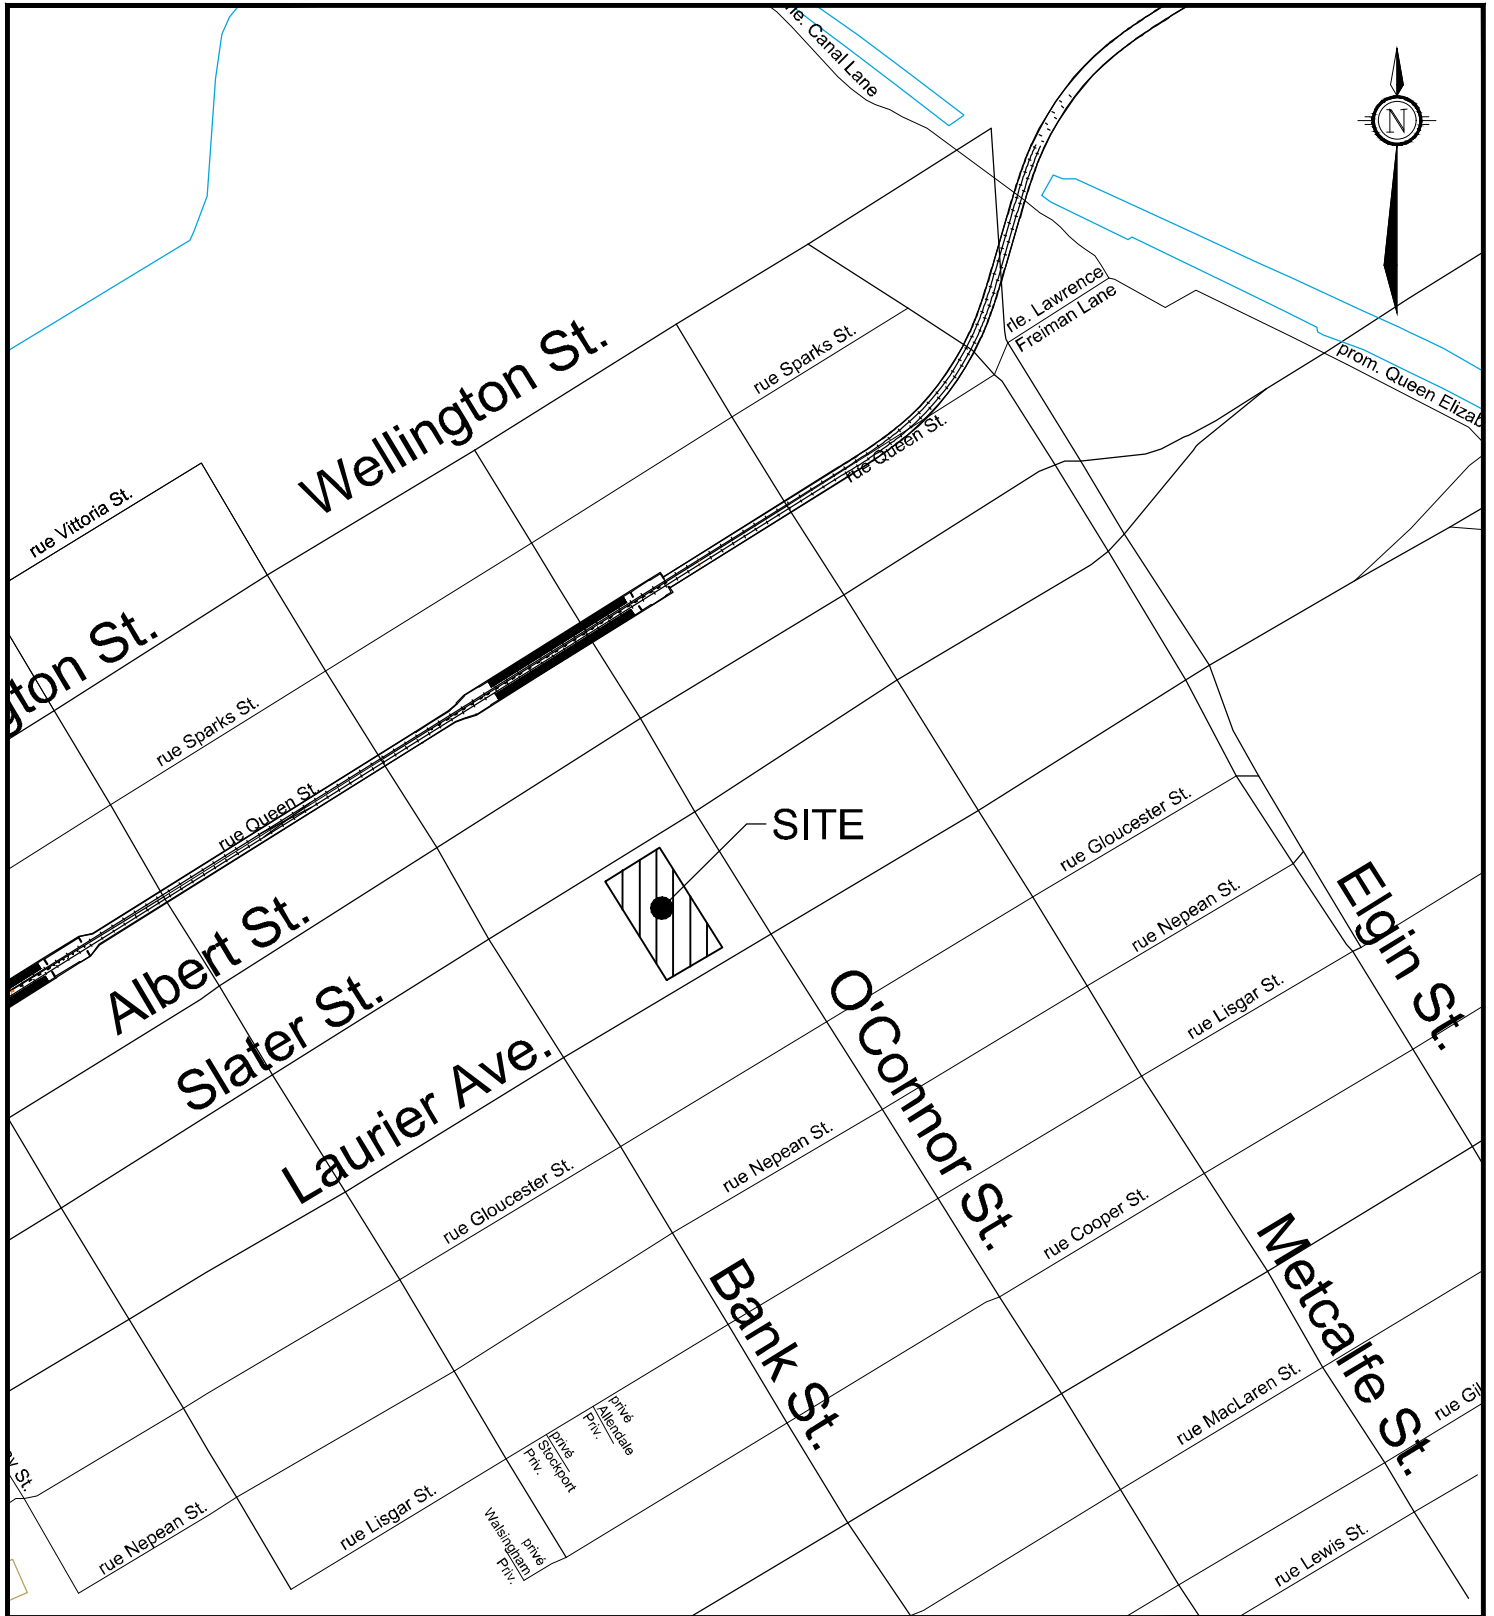 rle. Canal Lane
N
rle. Lawrence
Freiman Lane
rue Sparks St.
prom. Queen Elizab
Wellington St.
rue Queen St.
rue Vittoria St.
gton St.
rue Sparks St.
rue Queen St.
SITE
rue Gloucester St.
Albert St.
rue Nepean St.
Elgin St.
Slater St.
rue Lisgar St.
O'Connor St.
Laurier Ave.
rue Nepean St.
rue Gloucester St.
rue Cooper St.
Bank St.
Metcalfe St.
rue MacLaren St.
rue Gil
privé
Allendale
Priv.
privé
Stockport
Priv.
St.
rue Nepean St.
rue Lisgar St.
privé
Walsingham
Priv.
rue Lewis St.